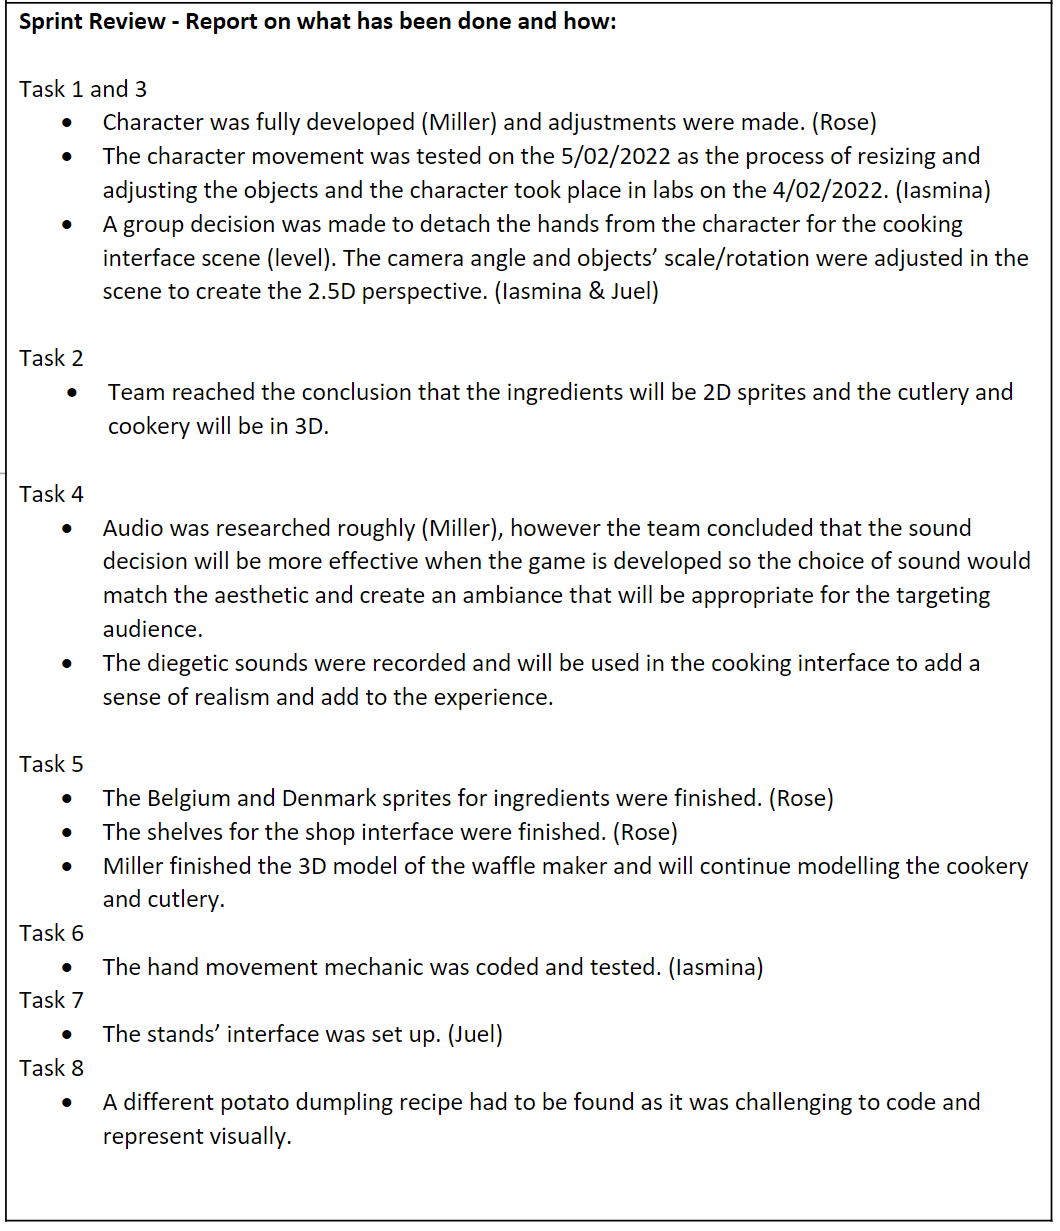 Sprint Review - Report on what has been done and how:
Task 1 and 3
• Character was fully developed (Miller) and adjustments were made. (Rose)
• The character movement was tested on the 5/02/2022 as the process of resizing and
adjusting the objects and the character took place in labs on the 4/02/2022. (Iasmina)
• A group decision was made to detach the hands from the character for the cooking
interface scene (level). The camera angle and objects’ scale/rotation were adjusted in the
scene to create the 2.5D perspective. (Iasmina & Juel)
Task 2
• Team reached the conclusion that the ingredients will be 2D sprites and the cutlery and
cookery will be in 3D.
Task 4
• Audio was researched roughly (Miller), however the team concluded that the sound
decision will be more effective when the game is developed so the choice of sound would
match the aesthetic and create an ambiance that will be appropriate for the targeting
audience.
• The diegetic sounds were recorded and will be used in the cooking interface to add a
sense of realism and add to the experience.
Task 5
• The Belgium and Denmark sprites for ingredients were finished. (Rose)
• The shelves for the shop interface were finished. (Rose)
• Miller finished the 3D model of the waffle maker and will continue modelling the cookery
and cutlery.
Task 6
• The hand movement mechanic was coded and tested. (Iasmina)
Task 7
• The stands’ interface was set up. (Juel)
Task 8
• A different potato dumpling recipe had to be found as it was challenging to code and
represent visually.